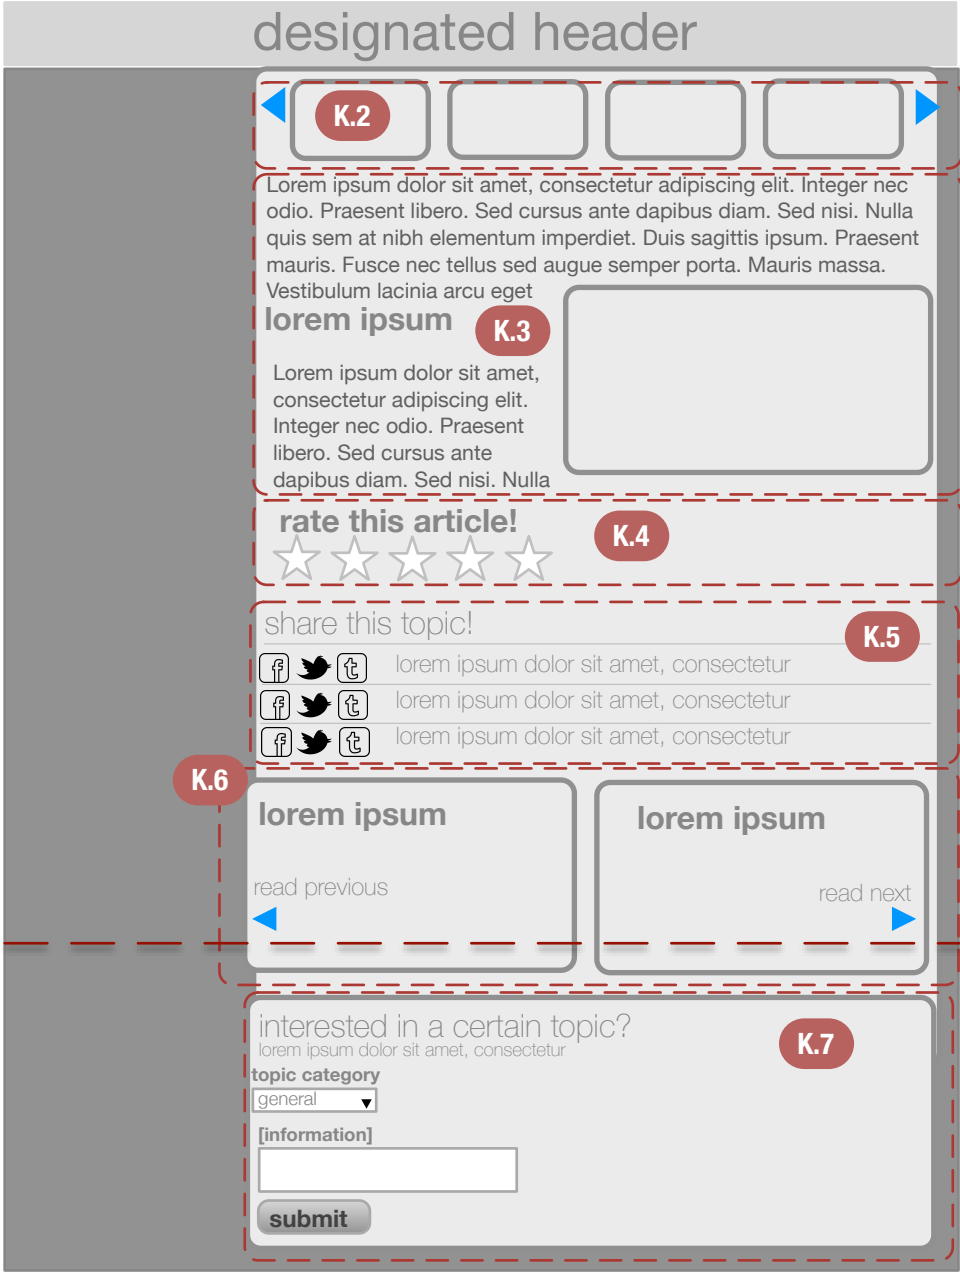 designated header
K.2
Lorem ipsum dolor sit amet, consectetur adipiscing elit. Integer nec
odio. Praesent libero. Sed cursus ante dapibus diam. Sed nisi. Nulla
quis sem at nibh elementum imperdiet. Duis sagittis ipsum. Praesent
mauris. Fusce nec tellus sed augue semper porta. Mauris massa.
Vestibulum lacinia arcu eget
lorem ipsum
K.3
Lorem ipsum dolor sit amet,
consectetur adipiscing elit.
Integer nec odio. Praesent
libero. Sed cursus ante
dapibus diam. Sed nisi. Nulla
rate this article!
K.4
share this topic!
K.5
f t lorem ipsum dolor sit amet, consectetur
f t lorem ipsum dolor sit amet, consectetur
f t lorem ipsum dolor sit amet, consectetur
K.6
lorem ipsum
read previous
lorem ipsum
read next
interested in a certain topic?
lorem ipsum dolor sit amet, consectetur
K.7
topic category
general
[information]
submit